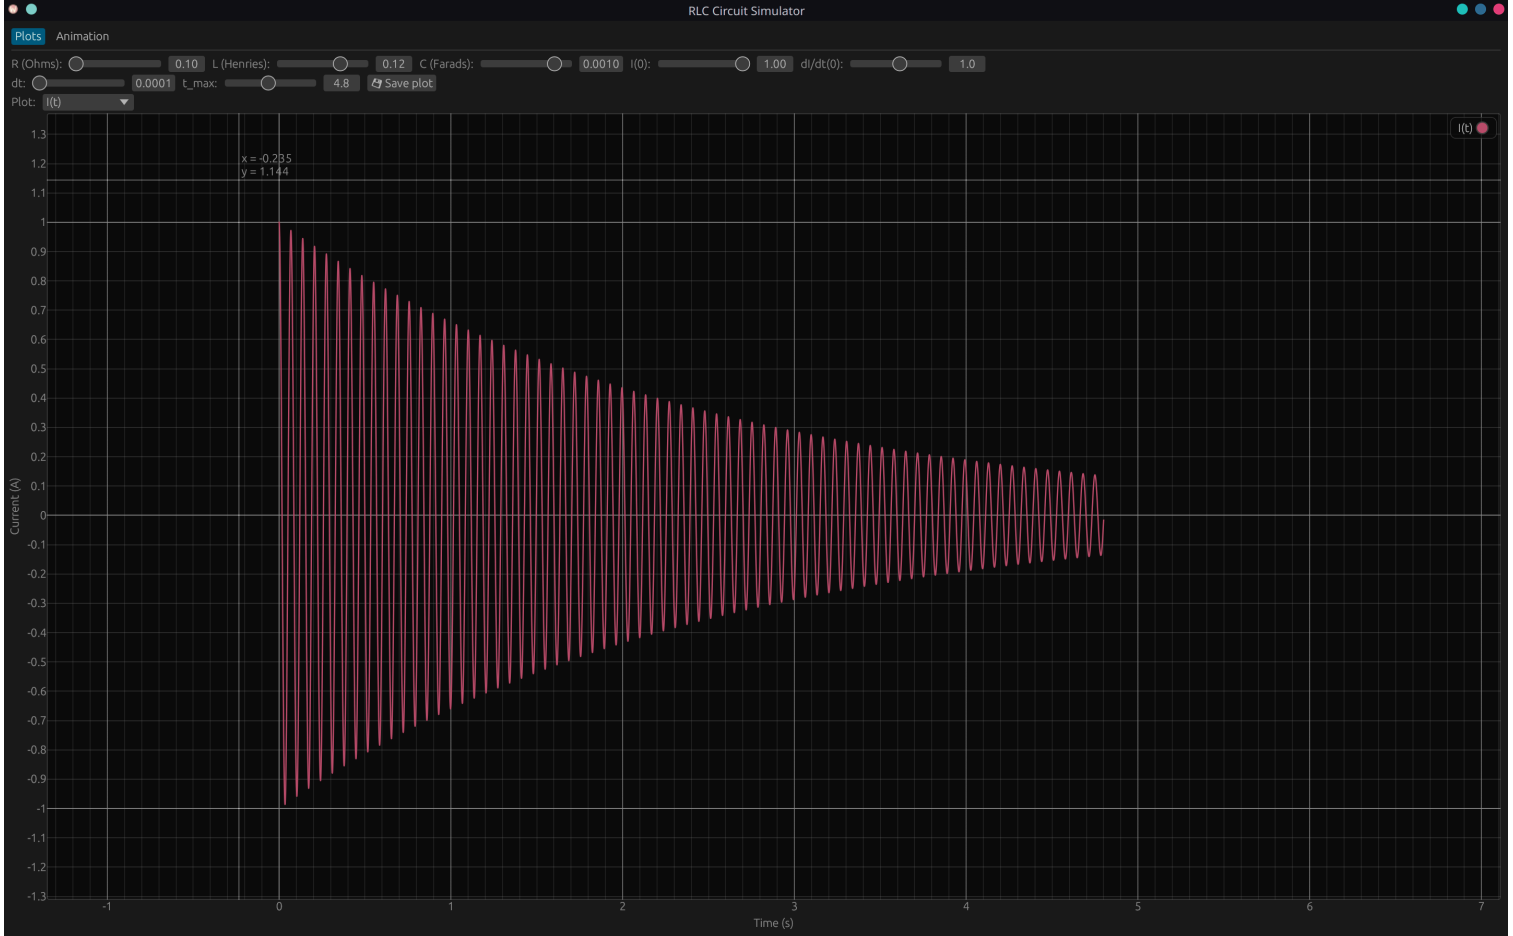 RLC Circuit Simulator
Plots Animation
R (Ohms): 0.10 L (Henries): 0.12 C (Farads): 0.0010 I(0): 1.00 dI/dt(0): 1.0
dt: 0.0001 t_max: 4.8 Save plot
Plot: I(t)
I(t)
x = -0.235
y = 1.144
1.3
1.2
1.1
1
0.9
0.8
0.7
0.6
0.5
0.4
0.3
0.2
0.1
0
-0.1
-0.2
-0.3
-0.4
-0.5
-0.6
-0.7
-0.8
-0.9
-1
-1.1
-1.2
-1.3
Current (A)
-1 0 1 2 3 4 5 6 7
Time (s)